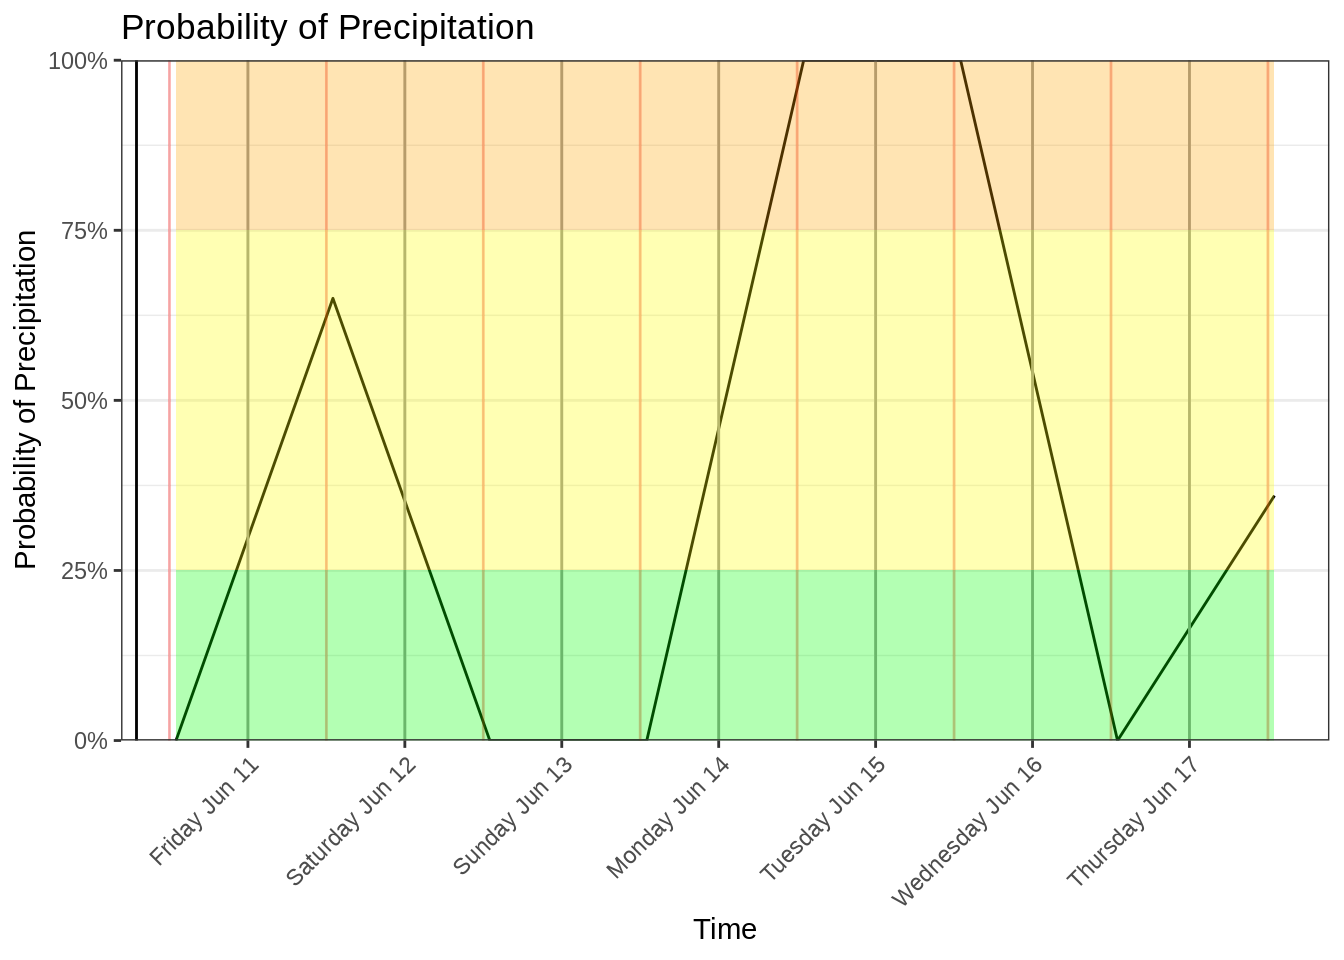 Probability of Precipitation
Probability of Precipitation
100%
75%
50%
25%
0%
Friday Jun 11
Saturday Jun 12
Sunday Jun 13
Monday Jun 14
Tuesday Jun 15
Wednesday Jun 16
Thursday Jun 17
Time